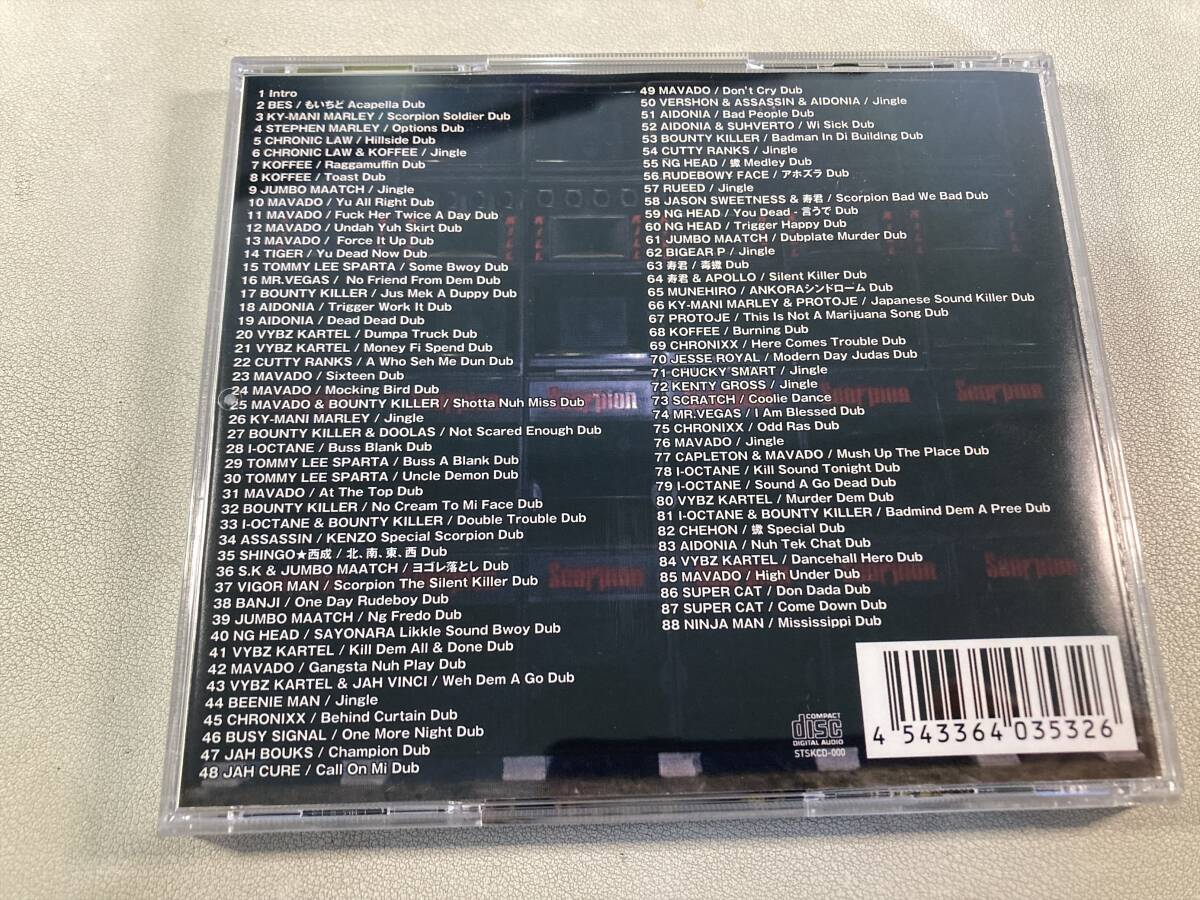 1 Intro
2 BES / もいちど Acapella Dub
3 KY-MANI MARLEY / Scorpion Soldier Dub
4 STEPHEN MARLEY / Options Dub
5 CHRONIC LAW / Hillside Dub
6 CHRONIC LAW & KOFFEE / Jingle
7 KOFFEE / Raggamuffin Dub
8 KOFFEE / Toast Dub
9 JUMBO MAATCH / Jingle
10 MAVADO / Yu All Right Dub
11 MAVADO / Fuck Her Twice A Day Dub
12 MAVADO / Undah Yuh Skirt Dub
13 MAVADO / Force It Up Dub
14 TIGER / Yu Dead Now Dub
15 TOMMY LEE SPARTA / Some Bwoy Dub
16 MR.VEGAS / No Friend From Dem Dub
17 BOUNTY KILLER / Jus Mek A Duppy Dub
18 AIDONIA / Trigger Work It Dub
19 AIDONIA / Dead Dead Dub
20 VYBZ KARTEL / Dumpa Truck Dub
21 VYBZ KARTEL / Money Fi Spend Dub
22 CUTTY RANKS / A Who Seh Me Dun Dub
23 MAVADO / Sixteen Dub
24 MAVADO / Mocking Bird Dub
25 MAVADO & BOUNTY KILLER / Shotta Nuh Miss Dub
26 KY-MANI MARLEY / Jingle
27 BOUNTY KILLER & DOOLAS / Not Scared Enough Dub
28 I-OCTANE / Buss Blank Dub
29 TOMMY LEE SPARTA / Buss A Blank Dub
30 TOMMY LEE SPARTA / Uncle Demon Dub
31 MAVADO / At The Top Dub
32 BOUNTY KILLER / No Cream To Mi Face Dub
33 I-OCTANE & BOUNTY KILLER / Double Trouble Dub
34 ASSASSIN / KENZO Special Scorpion Dub
35 SHINGO★西成 / 北、南、東、西 Dub
36 S.K & JUMBO MAATCH / ヨゴレ落とし Dub
37 VIGOR MAN / Scorpion The Silent Killer Dub
38 BANJI / One Day Rudeboy Dub
39 JUMBO MAATCH / Ng Fredo Dub
40 NG HEAD / SAYONARA Likkle Sound Bwoy Dub
41 VYBZ KARTEL / Kill Dem All & Done Dub
42 MAVADO / Gangsta Nuh Play Dub
43 VYBZ KARTEL & JAH VINCI / Weh Dem A Go Dub
44 BEENIE MAN / Jingle
45 CHRONIXX / Behind Curtain Dub
46 BUSY SIGNAL / One More Night Dub
47 JAH BOUKS / Champion Dub
48 JAH CURE / Call On Mi Dub
49 MAVADO / Don't Cry Dub
50 VERSHON & ASSASSIN & AIDONIA / Jingle
51 AIDONIA / Bad People Dub
52 AIDONIA & SUHVERTO / Wi Sick Dub
53 BOUNTY KILLER / Badman In Di Building Dub
54 CUTTY RANKS / Jingle
55 NG HEAD / 蠍 Medley Dub
56 RUDEBOWY FACE / アホズラ Dub
57 RUEED / Jingle
58 JASON SWEETNESS & 寿君 / Scorpion Bad We Bad Dub
59 NG HEAD / You Dead - 言うで Dub
60 NG HEAD / Trigger Happy Dub
61 JUMBO MAATCH / Dubplate Murder Dub
62 BIGEAR P / Jingle
63 寿君 / 毒蠍 Dub
64 寿君 & APOLLO / Silent Killer Dub
65 MUNEHIRO / ANKORAシンドローム Dub
66 KY-MANI MARLEY & PROTOJE / Japanese Sound Killer Dub
67 PROTOJE / This Is Not A Marijuana Song Dub
68 KOFFEE / Burning Dub
69 CHRONIXX / Here Comes Trouble Dub
70 JESSE ROYAL / Modern Day Judas Dub
71 CHUCKY SMART / Jingle
72 KENTY GROSS / Jingle
73 SCRATCH / Coolie Dance
74 MR.VEGAS / I Am Blessed Dub
75 CHRONIXX / Odd Ras Dub
76 MAVADO / Jingle
77 CAPLETON & MAVADO / Mush Up The Place Dub
78 I-OCTANE / Kill Sound Tonight Dub
79 I-OCTANE / Sound A Go Dead Dub
80 VYBZ KARTEL / Murder Dem Dub
81 I-OCTANE & BOUNTY KILLER / Badmind Dem A Pree Dub
82 CHEHON / 蠍 Special Dub
83 AIDONIA / Nuh Tek Chat Dub
84 VYBZ KARTEL / Dancehall Hero Dub
85 MAVADO / High Under Dub
86 SUPER CAT / Don Dada Dub
87 SUPER CAT / Come Down Dub
88 NINJA MAN / Mississippi Dub
Scorpion
Scorpion
Scorpion
COMPACT
disc
DIGITAL AUDIO
STSKCD-000
4 543364 035326